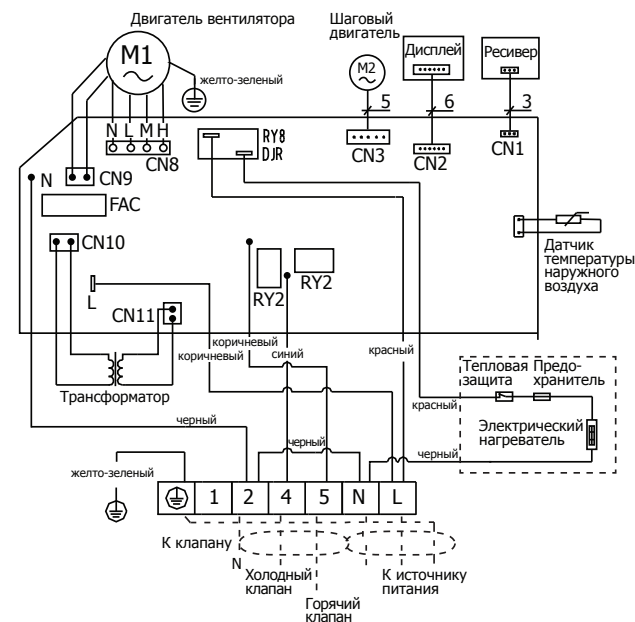 Двигатель вентилятора
Шаговый
двигатель
M1
M2
Дисплей
Ресивер
желто-зеленый
5
6
3
N L M H
CN8
RY8
DJR
CN3
CN2
CN1
N
CN9
FAC
CN10
L
CN11
RY2
RY2
Датчик
температуры
наружного
воздуха
коричневый
коричневый
синий
красный
Трансформатор
Тепловая
защита
Предо-
хранитель
красный
Электрический
нагреватель
черный
черный
черный
желто-зеленый
1 2 4 5 N L
К клапану
N
Холодный
клапан
Горячий
клапан
К источнику
питания